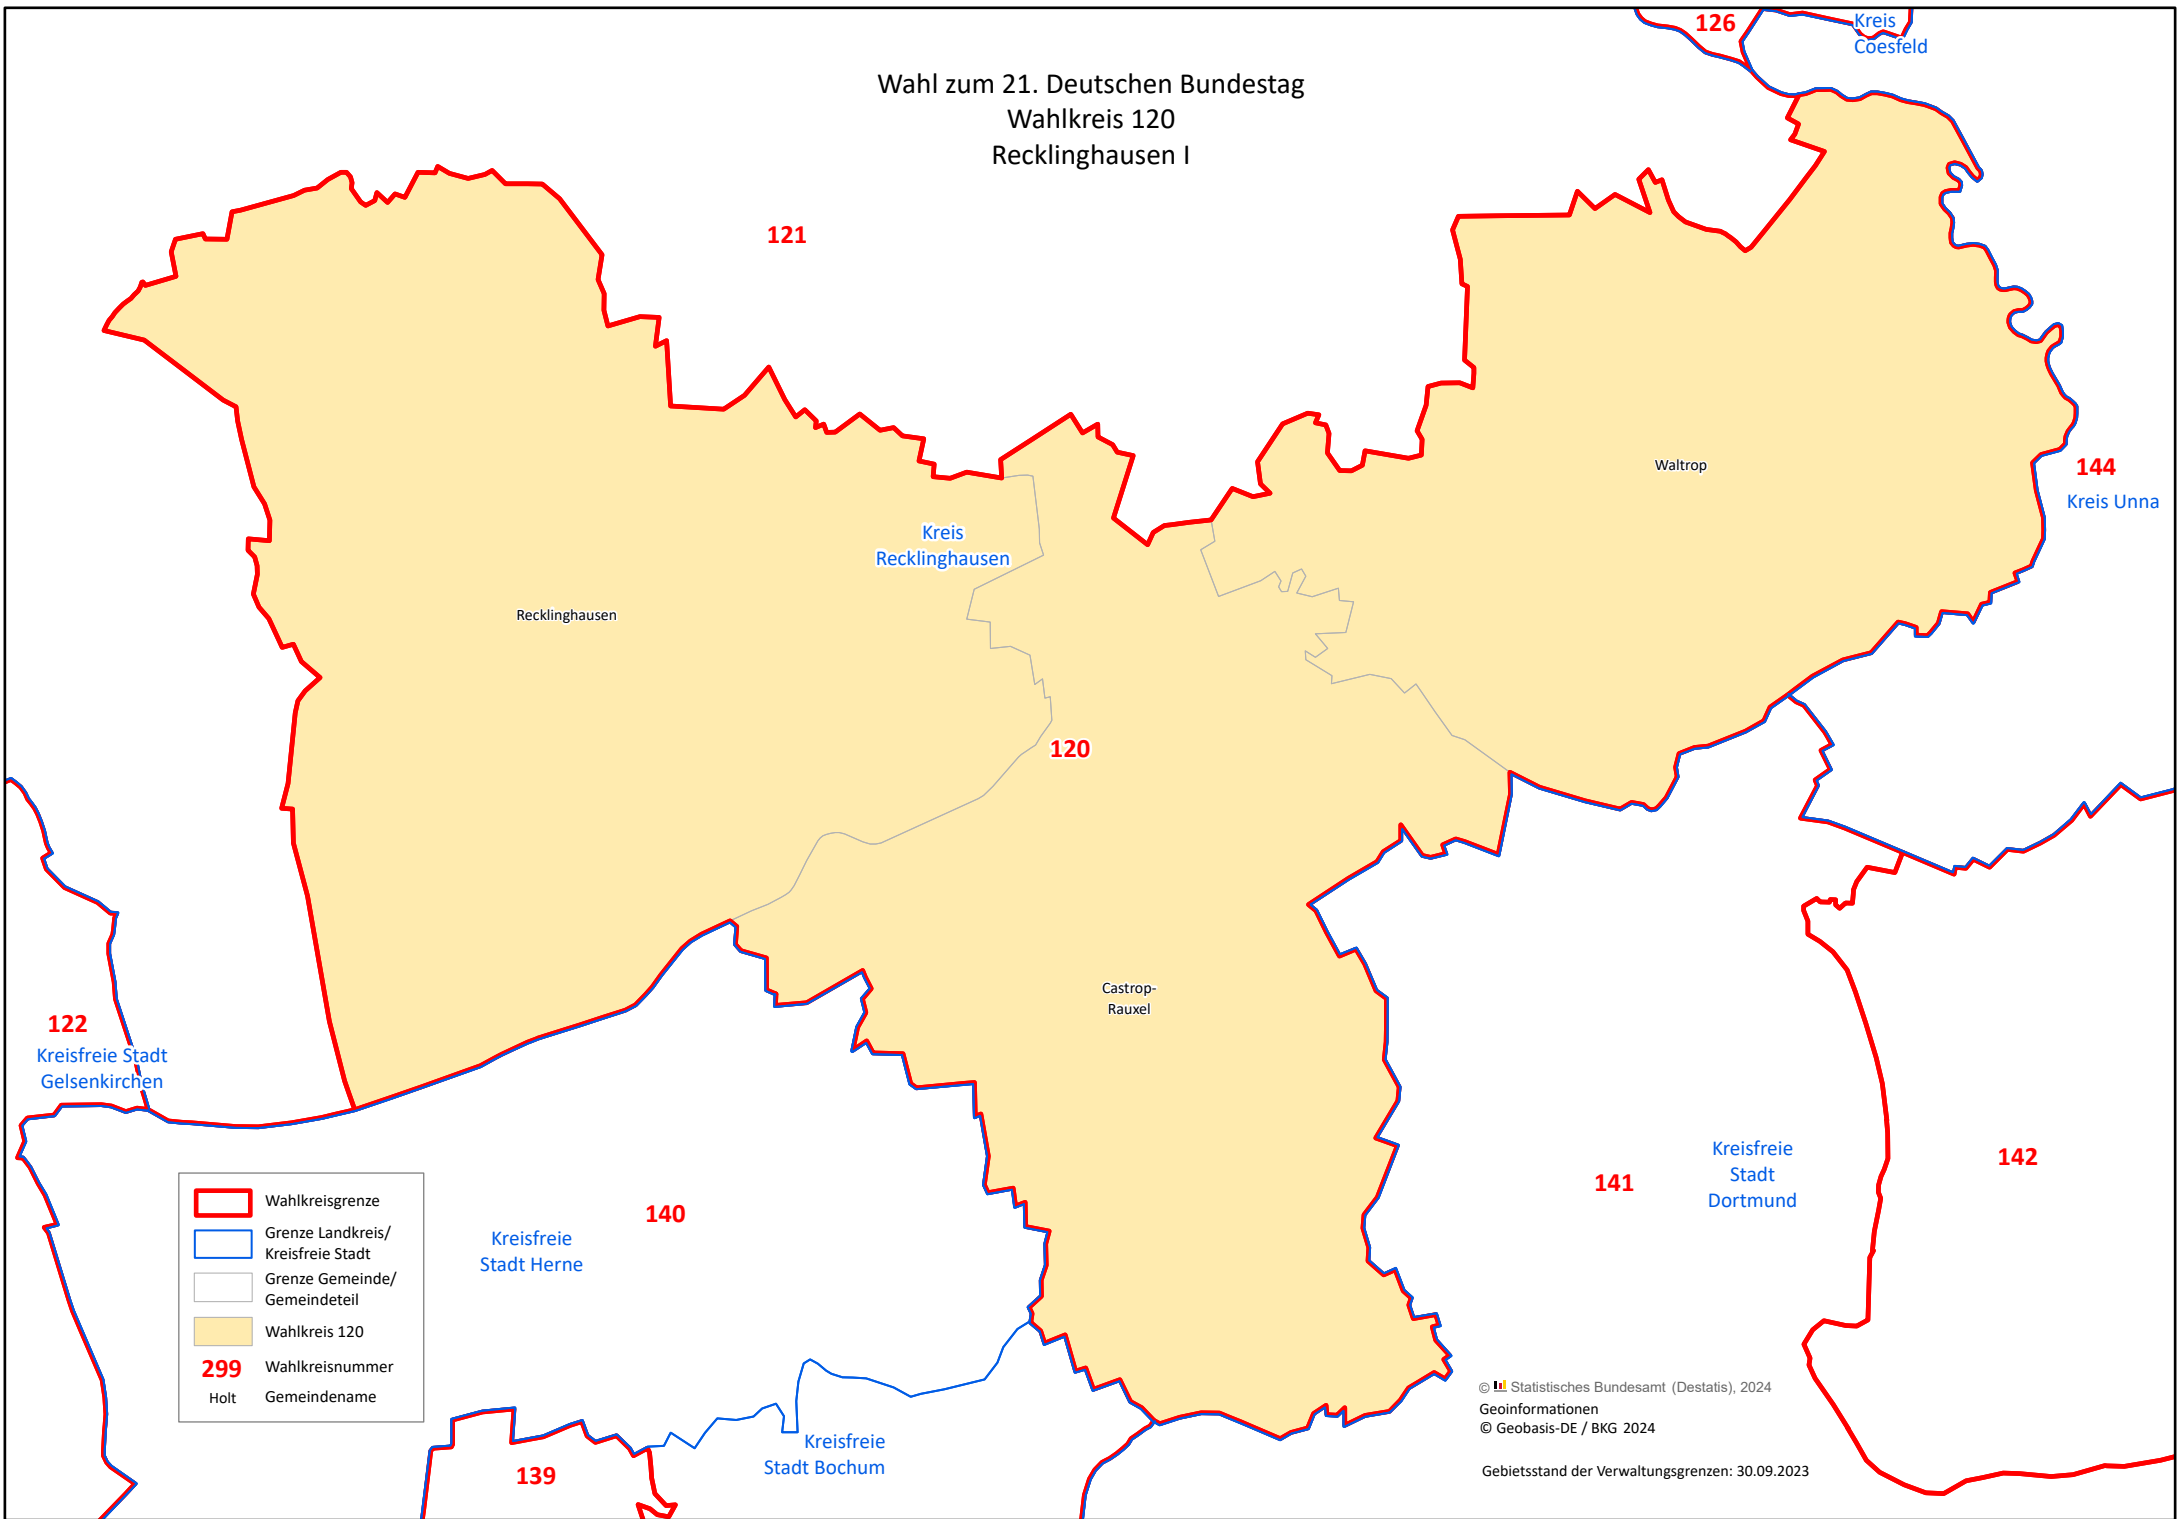 Wahl zum 21. Deutschen Bundestag
Wahlkreis 120
Recklinghausen I
126
Kreis
Coesfeld
121
Waltrop
144
Kreis Unna
Kreis
Recklinghausen
Recklinghausen
120
Castrop-
Rauxel
122
Kreisfreie Stadt
Gelsenkirchen
140
Kreisfreie
Stadt Herne
141
Kreisfreie
Stadt
Dortmund
142
139
Kreisfreie
Stadt Bochum
Wahlkreisgrenze
Grenze Landkreis/
Kreisfreie Stadt
Grenze Gemeinde/
Gemeindeteil
Wahlkreis 120
299 Wahlkreisnummer
Holt Gemeindename
© Statistisches Bundesamt (Destatis), 2024
Geoinformationen
© Geobasis-DE / BKG 2024
Gebietsstand der Verwaltungsgrenzen: 30.09.2023